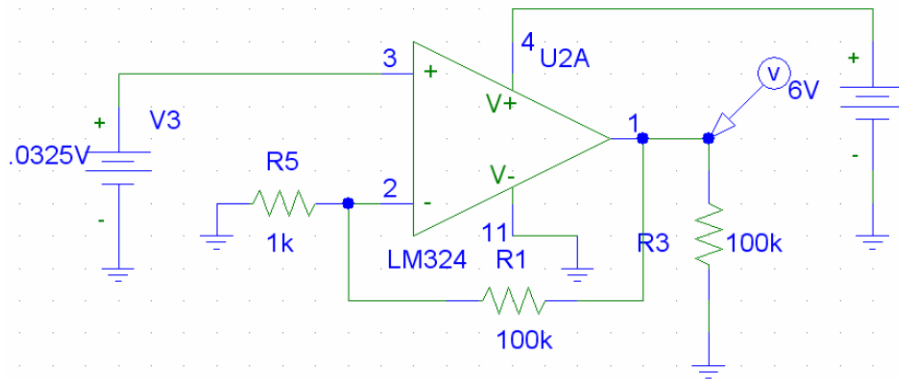 4
U2A
3
+
+
+
V3
V+
V
6V
1
.0325V
R5
V-
-
-
2
-
1k
11
LM324
R1
R3
100k
100k